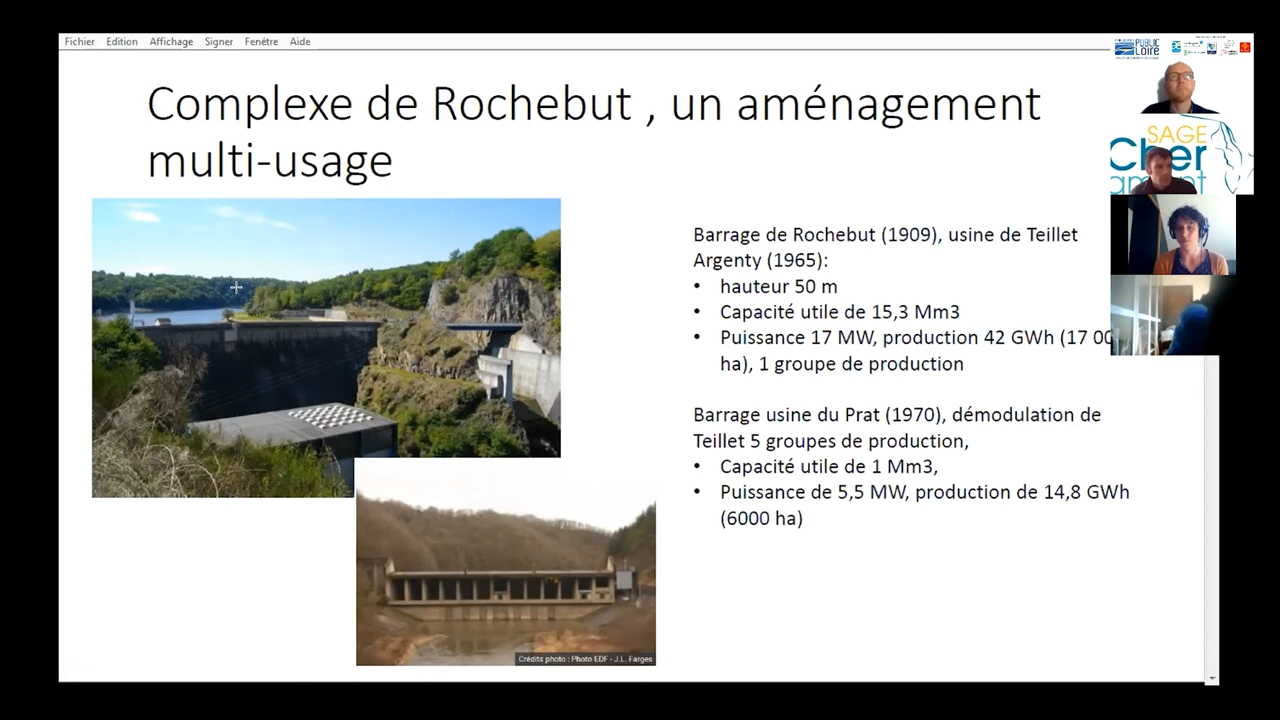 Fichier Edition Affichage Signer Fenêtre Aide
PUBLIC
LOIRE
Complexe de Rochebut , un aménagement
multi-usage
SAGE
Cher
amont
Barrage de Rochebut (1909), usine de Teillet
Argenty (1965):
• hauteur 50 m
• Capacité utile de 15,3 Mm3
• Puissance 17 MW, production 42 GWh (17 00
ha), 1 groupe de production
Barrage usine du Prat (1970), démodulation de
Teillet 5 groupes de production,
• Capacité utile de 1 Mm3,
• Puissance de 5,5 MW, production de 14,8 GWh
(6000 ha)
Crédits photo : Photo EDF - J.L. Farges